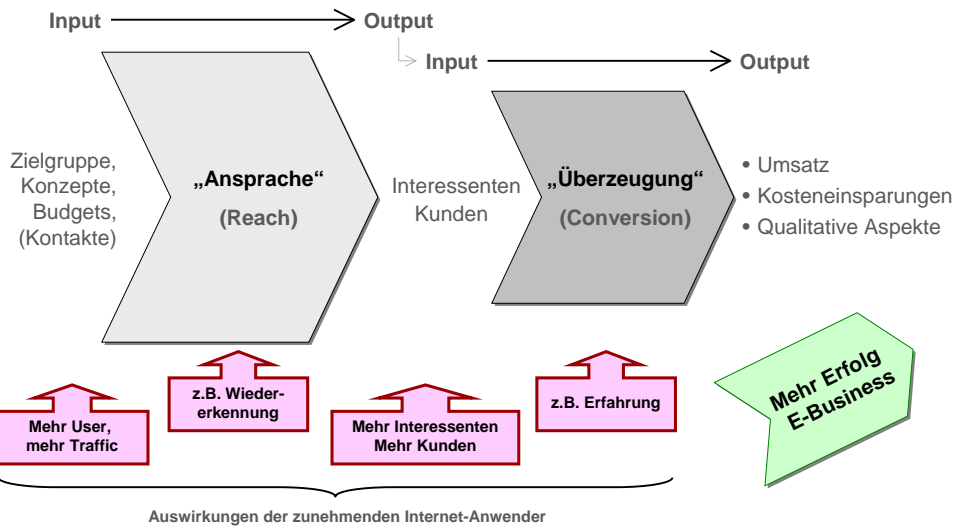 Input
Output
Input
Output
Zielgruppe,
Konzepte,
Budgets,
(Kontakte)
„Ansprache“
(Reach)
Interessenten
Kunden
„Überzeugung“
(Conversion)
• Umsatz
• Kosteneinsparungen
• Qualitative Aspekte
Mehr User,
mehr Traffic
z.B. Wieder-
erkennung
Mehr Interessenten
Mehr Kunden
z.B. Erfahrung
Mehr Erfolg
E-Business
Auswirkungen der zunehmenden Internet-Anwender